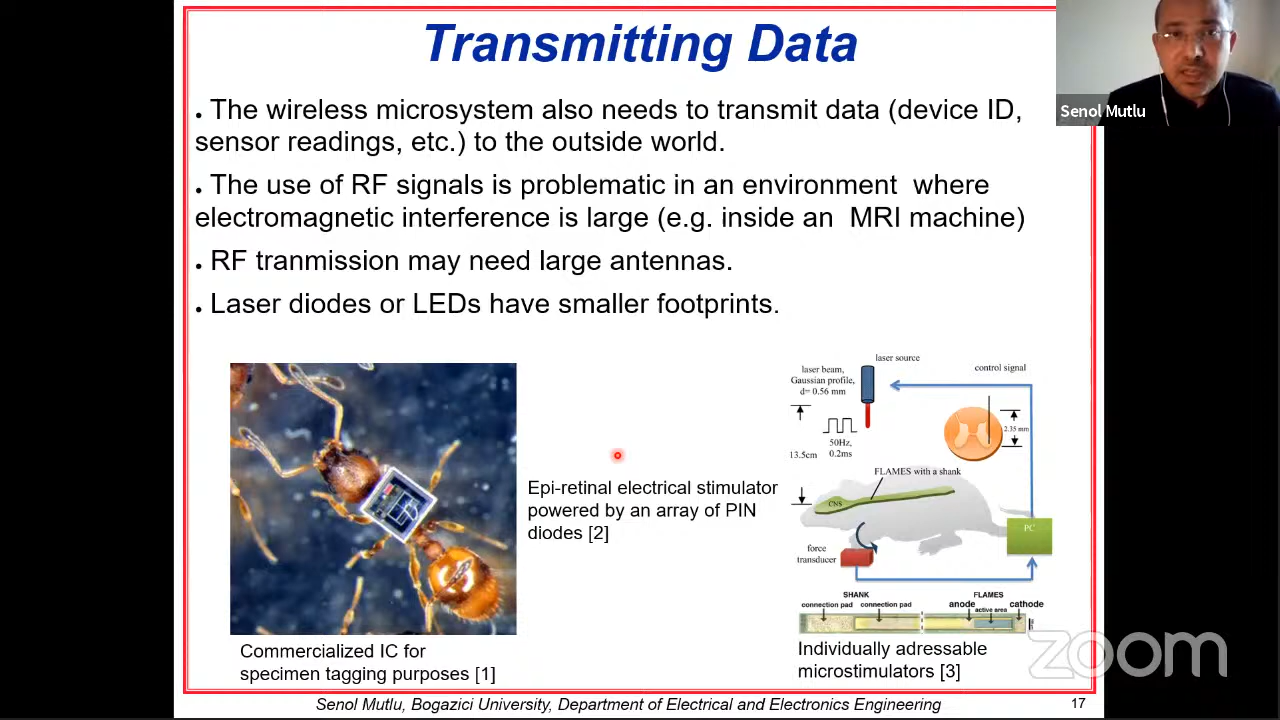 Transmitting Data
Senol Mutlu
• The wireless microsystem also needs to transmit data (device ID,
sensor readings, etc.) to the outside world.
• The use of RF signals is problematic in an environment where
electromagnetic interference is large (e.g. inside an MRI machine)
• RF tranmission may need large antennas.
• Laser diodes or LEDs have smaller footprints.
laser source
laser beam,
Gaussian profile,
d= 0.56 mm
control signal
2.35 mm
50Hz,
0.2ms
13.5cm
FLAMES with a shank
CNS
PC
force
transducer
Epi-retinal electrical stimulator
powered by an array of PIN
diodes [2]
SHANK
FLAMES
connection pad
connection pad
anode
active area
cathode
Commercialized IC for
specimen tagging purposes [1]
Individually adressable
microstimulators [3]
zoom
Senol Mutlu, Bogazici University, Department of Electrical and Electronics Engineering
17